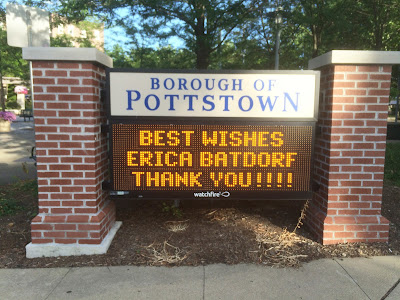 BOROUGH OF
POTTSTOWN
BEST WISHES
ERICA BATDORF
THANK YOU!!!!
watchfire